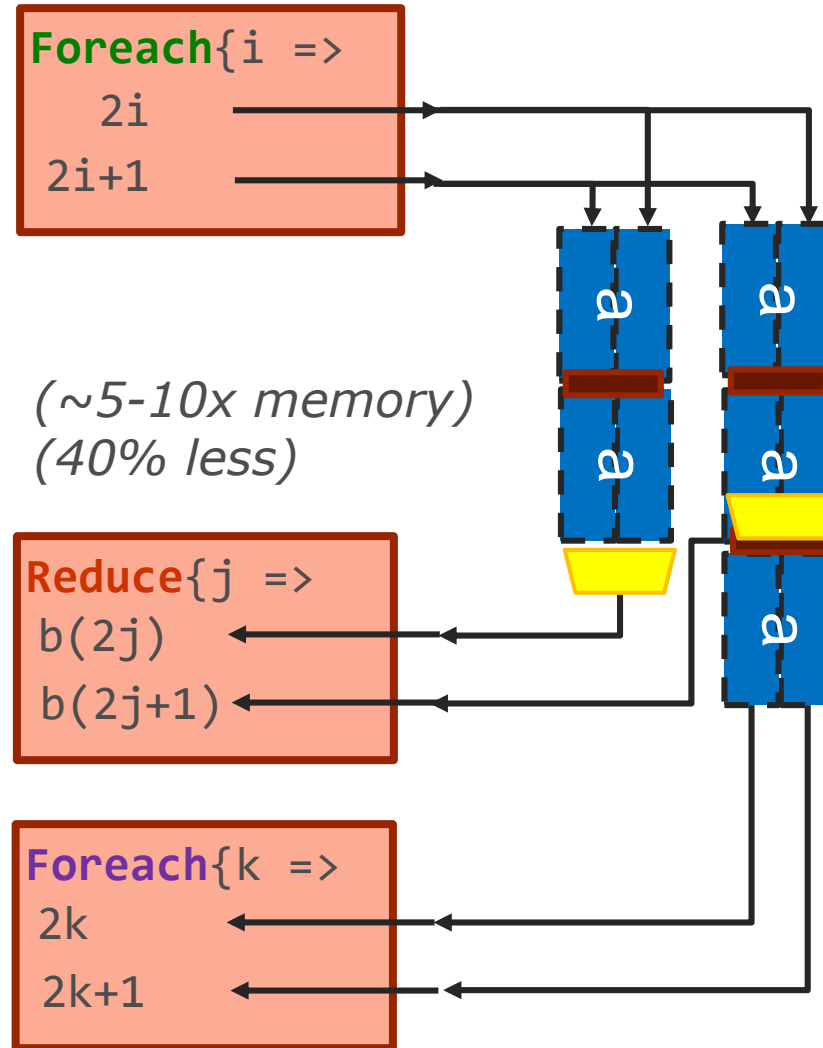 Foreach{i =>
2i
2i+1
a
a
(~5-10x memory)
(40% less)
a
a
Reduce{j =>
b(2j)
b(2j+1)
a
Foreach{k =>
2k
2k+1